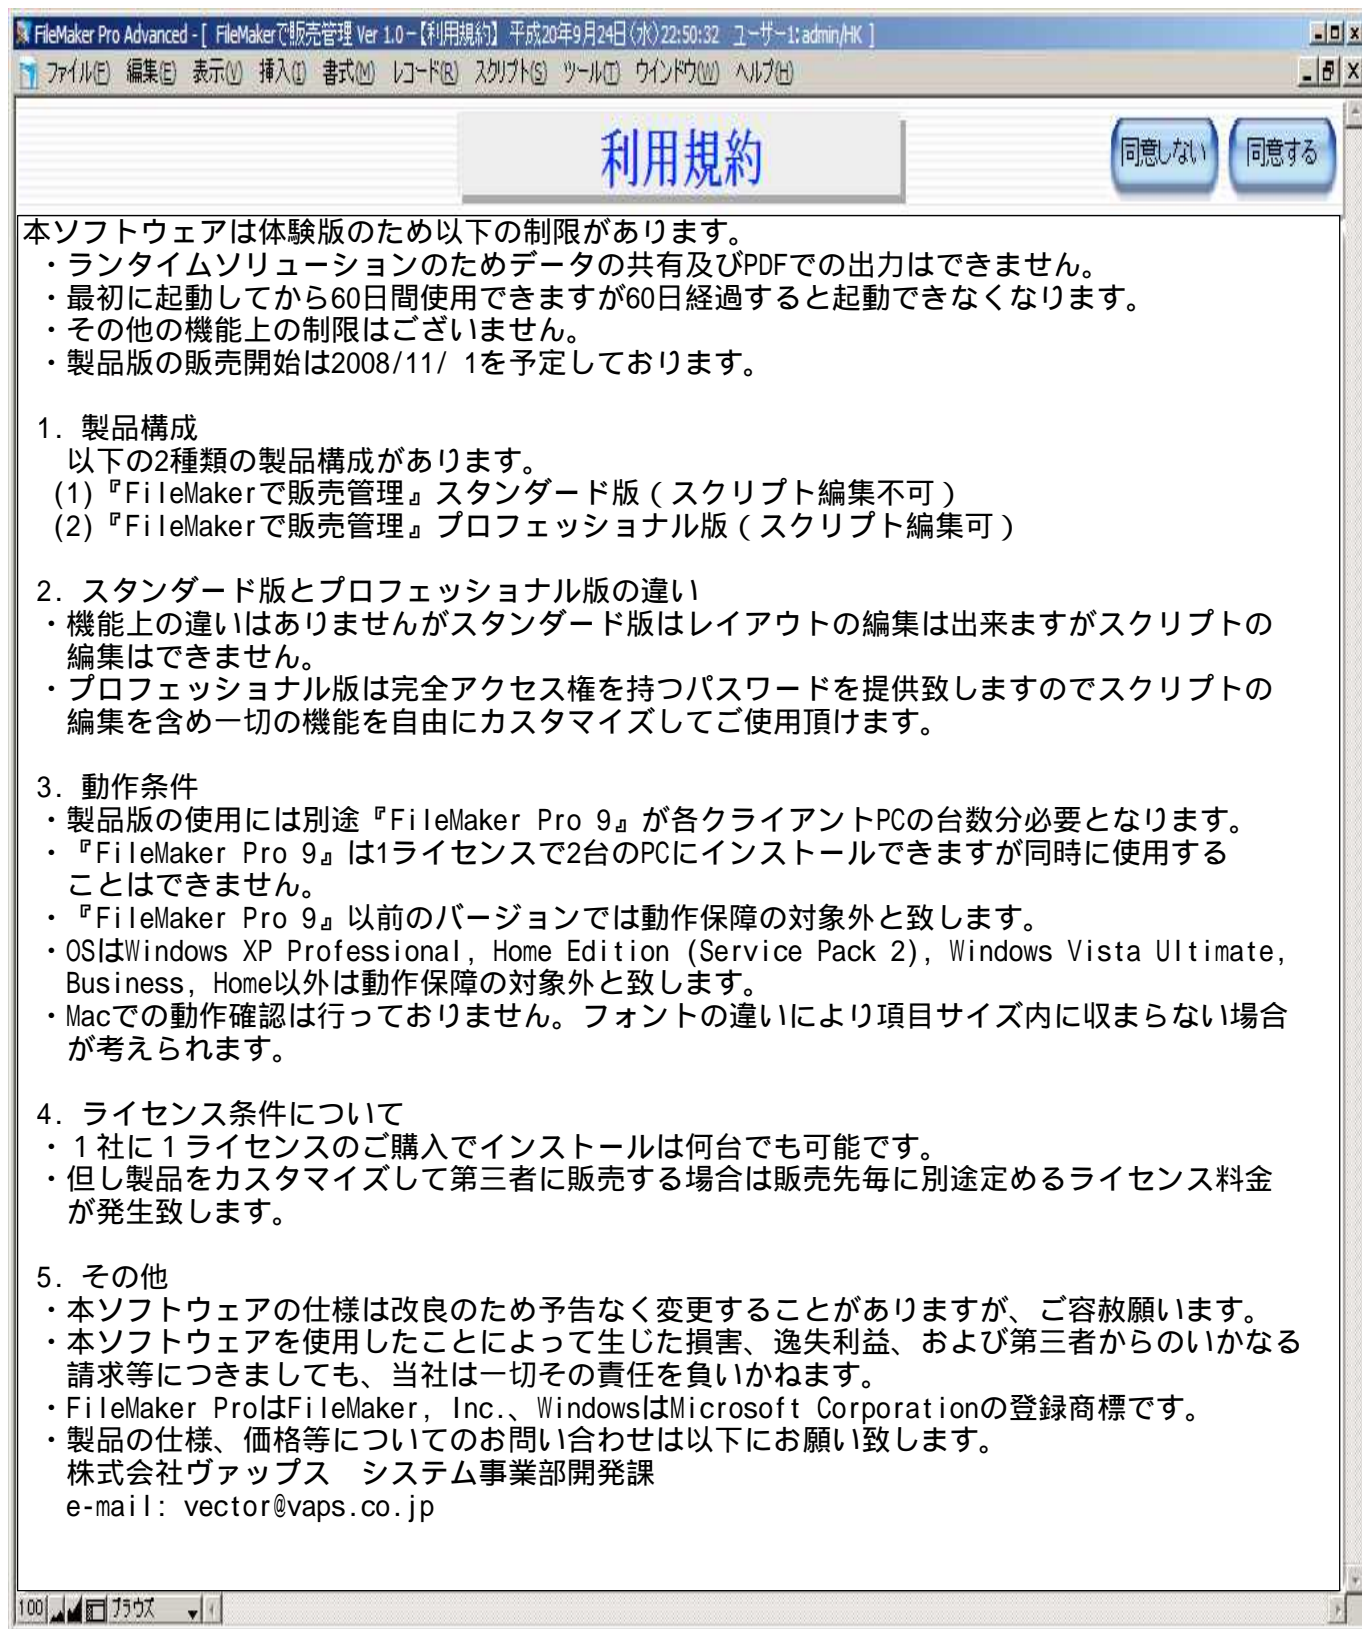 FileMaker Pro Advanced - [ FileMakerで販売管理 Ver 1.0 -【利用規約】 平成20年9月24日(水)22:50:32 ユーザー1:admin/HK ]
ファイル(F) 編集(E) 表示(V) 挿入(I) 書式(M) レコード(R) スクリプト(S) ツール(T) ウインドウ(W) ヘルプ(H)
利用規約
同意しない 同意する
本ソフトウェアは体験版のため以下の制限があります。
・ランタイムソリューションのためデータの共有及びPDFでの出力はできません。
・最初に起動してから60日間使用できますが60日経過すると起動できなくなります。
・その他の機能上の制限はございません。
・製品版の販売開始は2008/11/ 1を予定しております。
1. 製品構成
以下の2種類の製品構成があります。
(1)『FileMakerで販売管理』スタンダード版(スクリプト編集不可)
(2)『FileMakerで販売管理』プロフェッショナル版(スクリプト編集可)
2. スタンダード版とプロフェッショナル版の違い
・機能上の違いはありませんがスタンダード版はレイアウトの編集は出来ますがスクリプトの
編集はできません。
・プロフェッショナル版は完全アクセス権を持つパスワードを提供致しますのでスクリプトの
編集を含め一切の機能を自由にカスタマイズしてご使用頂けます。
3. 動作条件
・製品版の使用には別途『FileMaker Pro 9』が各クライアントPCの台数分必要となります。
・『FileMaker Pro 9』は1ライセンスで2台のPCにインストールできますが同時に使用する
ことはできません。
・『FileMaker Pro 9』以前のバージョンでは動作保障の対象外と致します。
・OSはWindows XP Professional, Home Edition (Service Pack 2), Windows Vista Ultimate,
Business, Home以外は動作保障の対象外と致します。
・Macでの動作確認は行っておりません。フォントの違いにより項目サイズ内に収まらない場合
が考えられます。
4. ライセンス条件について
・1社に1ライセンスのご購入でインストールは何台でも可能です。
・但し製品をカスタマイズして第三者に販売する場合は販売先毎に別途定めるライセンス料金
が発生致します。
5. その他
・本ソフトウェアの仕様は改良のため予告なく変更することがありますが、ご容赦願います。
・本ソフトウェアを使用したことによって生じた損害、逸失利益、および第三者からのいかなる
請求等につきましても、当社は一切その責任を負いかねます。
・FileMaker ProはFileMaker, Inc.、WindowsはMicrosoft Corporationの登録商標です。
・製品の仕様、価格等についてのお問い合わせは以下にお願い致します。
株式会社ヴァップス システム事業部開発課
e-mail: vector@vaps.co.jp
100 ブラウズ